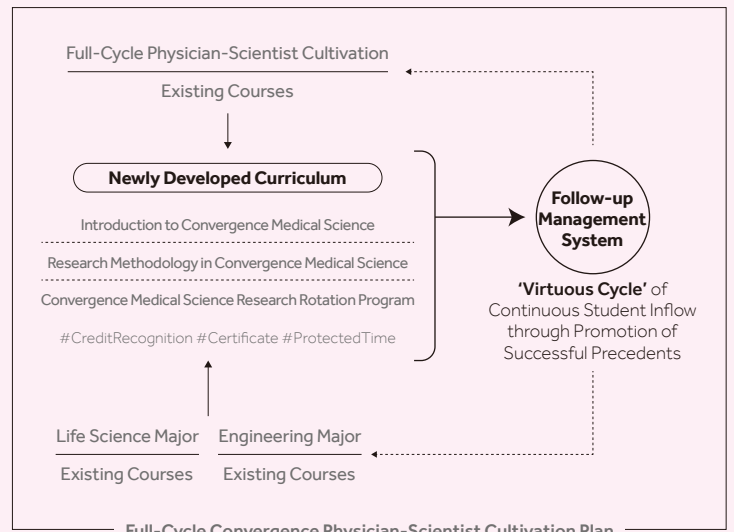 Full-Cycle Physician-Scientist Cultivation
Existing Courses
Newly Developed Curriculum
Introduction to Convergence Medical Science
Research Methodology in Convergence Medical Science
Convergence Medical Science Research Rotation Program
#CreditRecognition #Certificate #ProtectedTime
Life Science Major
Existing Courses
Engineering Major
Existing Courses
Follow-up
Management
System
'Virtuous Cycle' of
Continuous Student Inflow
through Promotion of
Successful Precedents
Full-Cycle Convergence Physician-Scientist Cultivation Plan